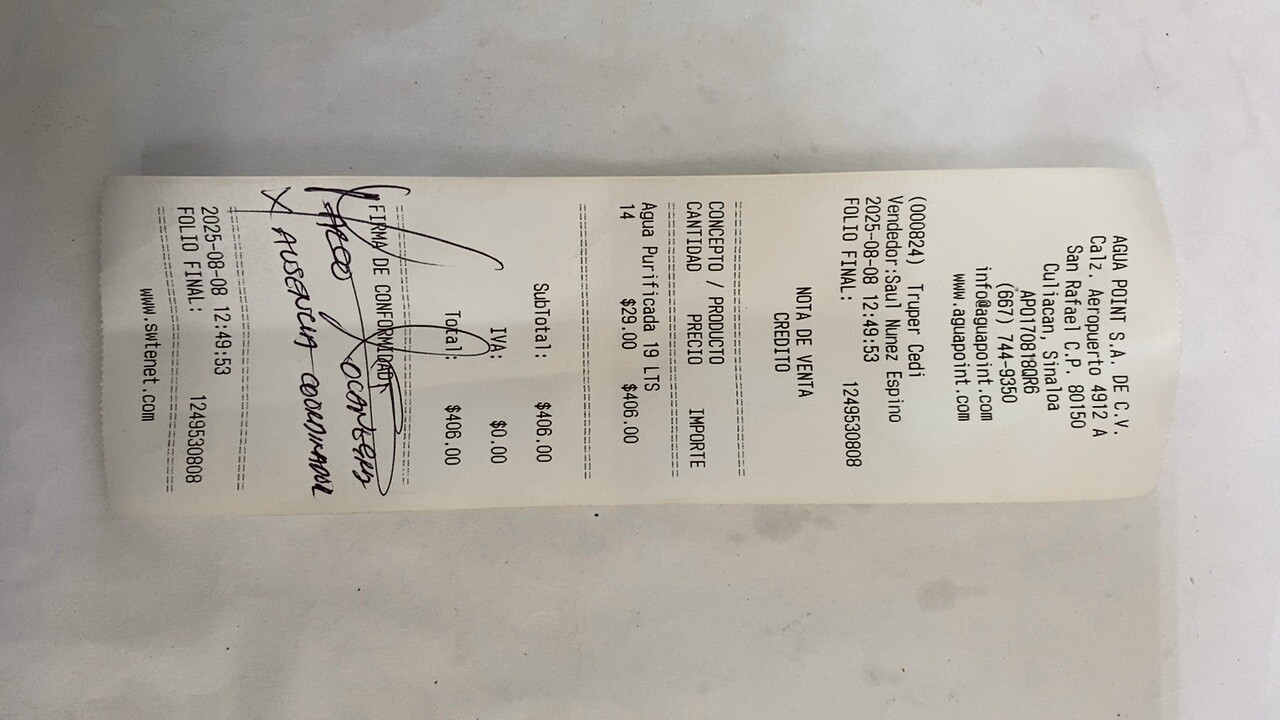 AGUA POINT S.A. DE C.V.
Calz. Aeropuerto 4912 A
San Rafael C.P. 80150
Culiacan, Sinaloa
APO170818QR6
(667) 744-9350
info@aguapoint.com
www.aguapoint.com
(000824) Truper Cedi
Vendedor:Saul Nunez Espino
2025-08-08 12:49:53
FOLIO FINAL: 1249530808
NOTA DE VENTA
CREDITO
CONCEPTO / PRODUCTO
CANTIDAD PRECIO IMPORTE
Agua Purificada 19 LTS
14 $29.00 $406.00
SubTotal: $406.00
IVA: $0.00
Total: $406.00
FIRMA DE CONFORMIDAD
X AUSENCIA COORDINADOR
2025-08-08 12:49:53
FOLIO FINAL: 1249530808
www.swtenet.com